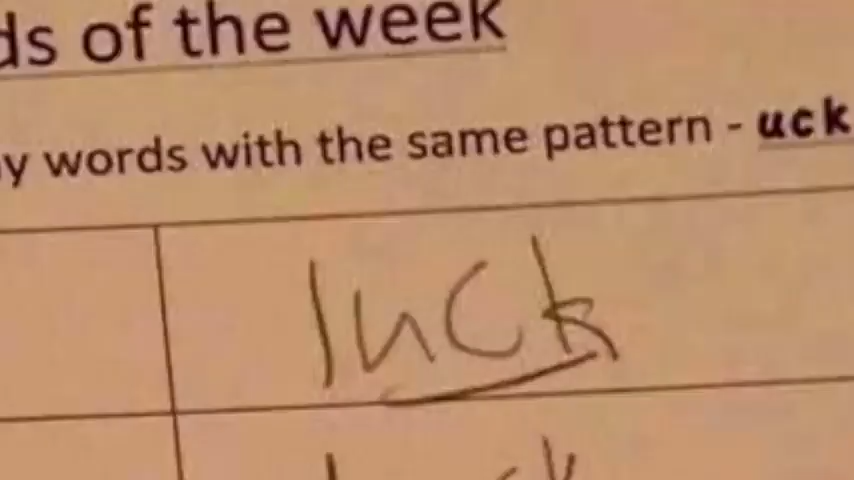 ds of the week
y words with the same pattern - uck
luck